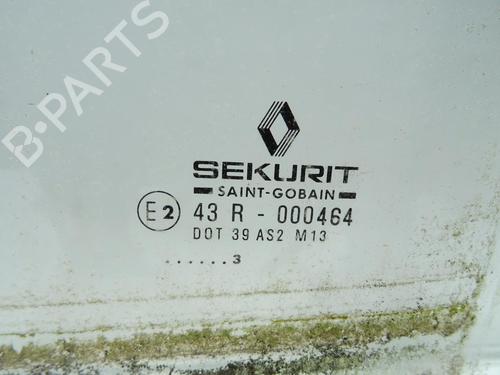 B-PARTS
SEKURIT
SAINT-GOBAIN
E2 43 R - 000464
DOT 39 AS2 M13
......3